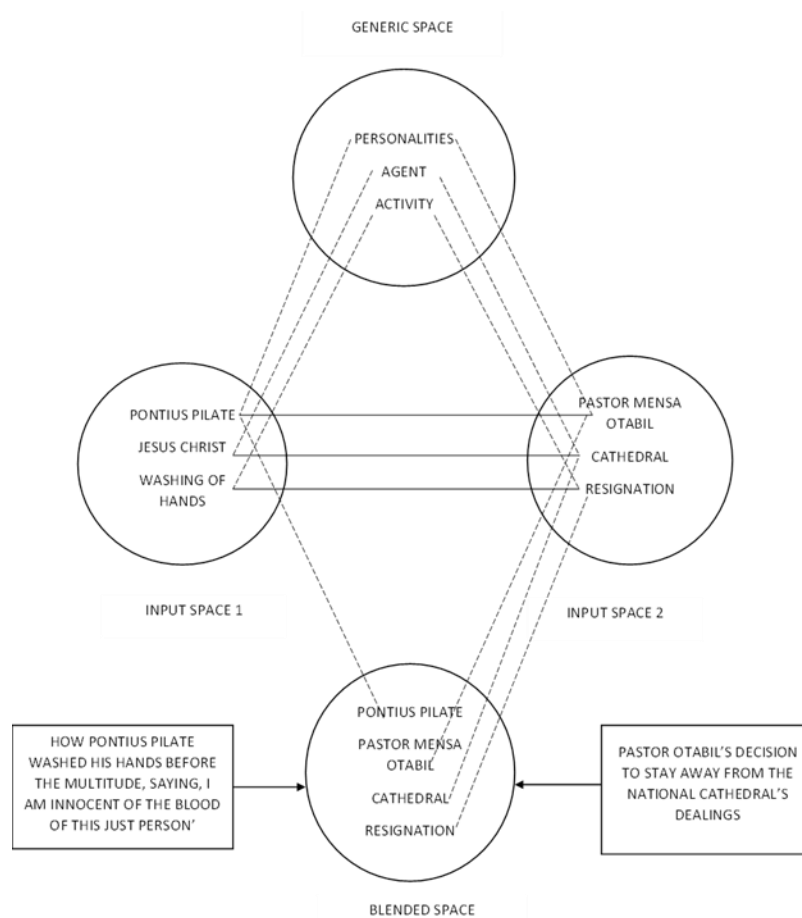 GENERIC SPACE
PERSONALITIES
AGENT
ACTIVITY
PONTIUS PILATE
JESUS CHRIST
WASHING OF
HANDS
PASTOR MENSA
OTABIL
CATHEDRAL
RESIGNATION
INPUT SPACE 1
INPUT SPACE 2
HOW PONTIUS PILATE
WASHED HIS HANDS BEFORE
THE MULTITUDE, SAYING, I
AM INNOCENT OF THE BLOOD
OF THIS JUST PERSON’
PONTIUS PILATE
PASTOR MENSA
OTABIL
CATHEDRAL
RESIGNATION
PASTOR OTABIL’S DECISION
TO STAY AWAY FROM THE
NATIONAL CATHEDRAL’S
DEALINGS
BLENDED SPACE